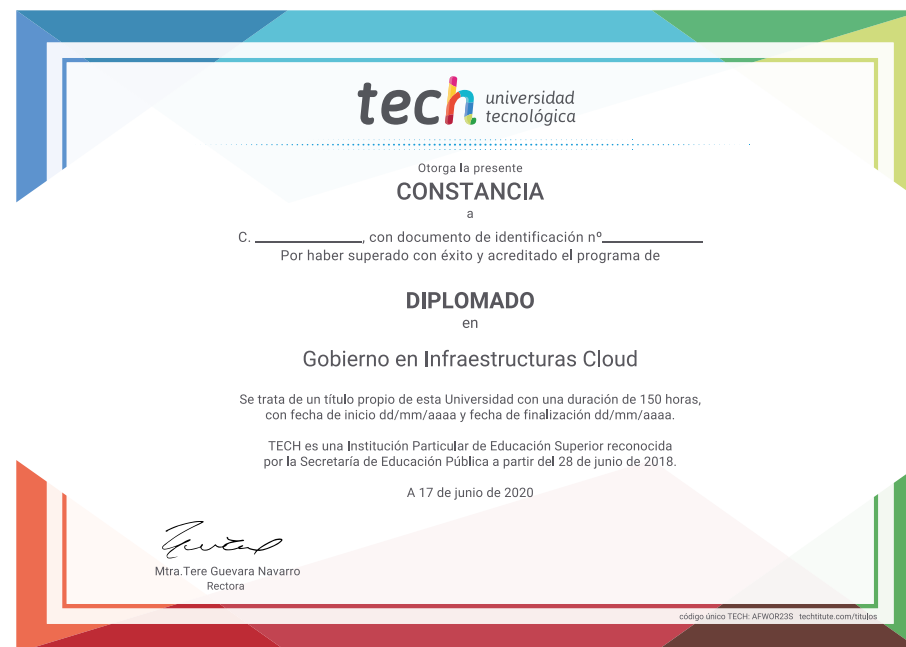 tech universidad
tecnológica
Otorga la presente
CONSTANCIA
a
C. ____________, con documento de identificación nº____________
Por haber superado con éxito y acreditado el programa de
DIPLOMADO
en
Gobierno en Infraestructuras Cloud
Se trata de un título propio de esta Universidad con una duración de 150 horas,
con fecha de inicio dd/mm/aaaa y fecha de finalización dd/mm/aaaa.
TECH es una Institución Particular de Educación Superior reconocida
por la Secretaría de Educación Pública a partir del 28 de junio de 2018.
A 17 de junio de 2020
Mtra.Tere Guevara Navarro
Rectora
código único TECH: AFWOR23S techtitute.com/titulos